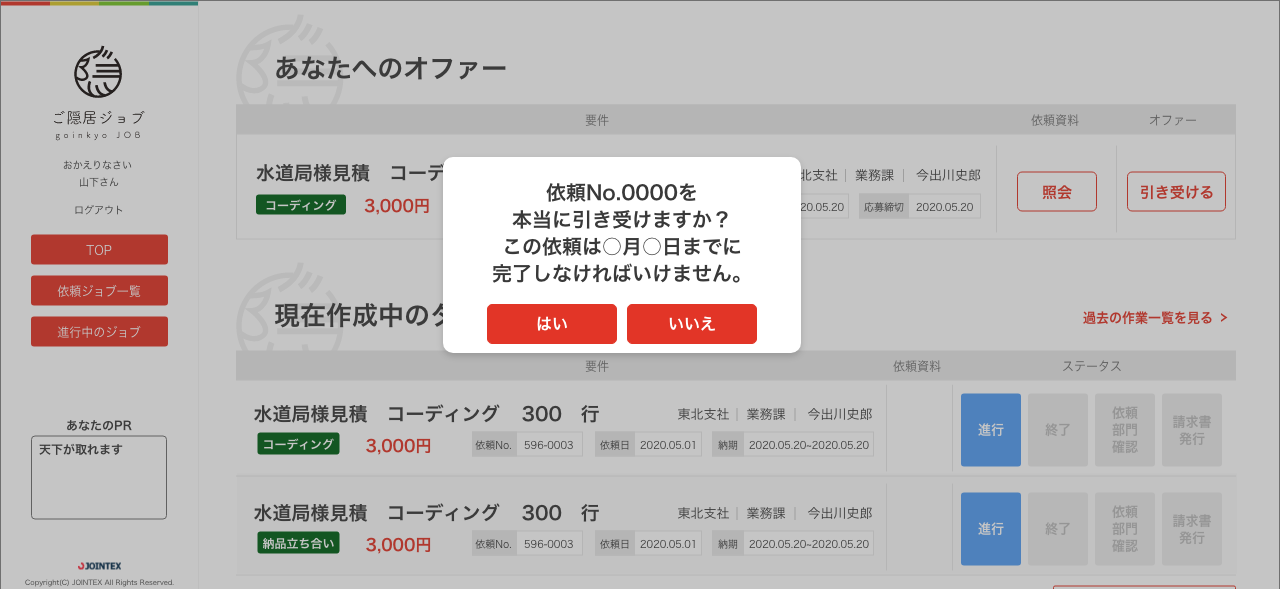 ご隠居ジョブ
goinkyo JOB
おかえりなさい
山下さん
ログアウト
TOP
依頼ジョブ一覧
進行中のジョブ
あなたのPR
天下が取れます
JOINTEX
Copyright(C) JOINTEX All Rights Reserved.
あなたへのオファー
要件 依頼資料 オファー
水道局様見積 コーデ 北支社 業務課 今出川史郎
コーディング 3,000円 20.05.20 応募締切 2020.05.20
照会 引き受ける
依頼No.0000を
本当に引き受けますか？
この依頼は○月○日までに
完了しなければいけません。
はい いいえ
現在作成中の
過去の作業一覧を見る >
要件 依頼資料 ステータス
水道局様見積 コーディング 300 行 東北支社 業務課 今出川史郎
コーディング 3,000円 依頼No. 596-0003 依頼日 2020.05.01 納期 2020.05.20~2020.05.20
進行 終了 依頼部門確認 請求書発行
水道局様見積 コーディング 300 行 東北支社 業務課 今出川史郎
納品立ち合い 3,000円 依頼No. 596-0003 依頼日 2020.05.01 納期 2020.05.20~2020.05.20
進行 終了 依頼部門確認 請求書発行